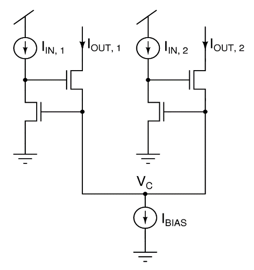 I_IN, 1
I_OUT, 1
I_IN, 2
I_OUT, 2
V_C
I_BIAS